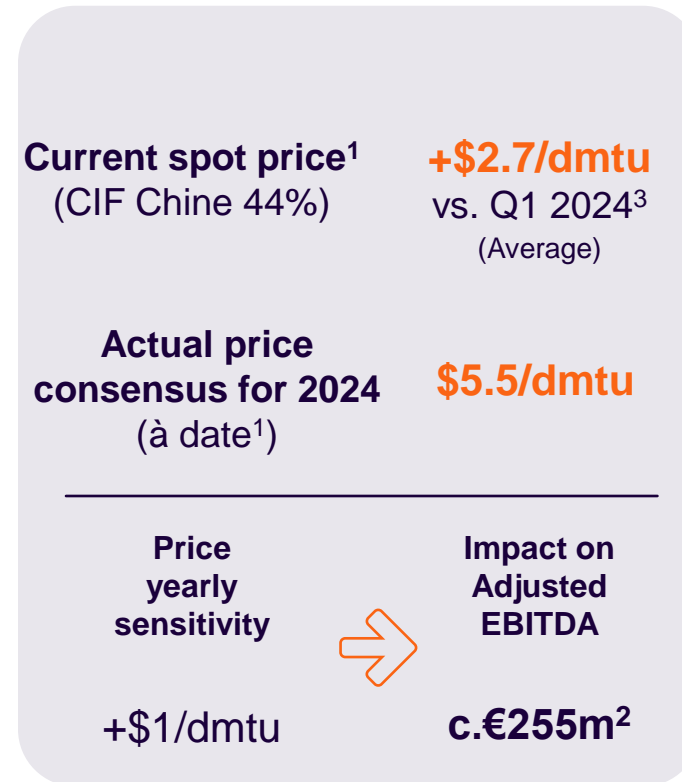 Current spot price¹
(CIF Chine 44%)
+$2.7/dmtu
vs. Q1 2024³
(Average)
Actual price
consensus for 2024
(à date¹)
$5.5/dmtu
Price
yearly
sensitivity
Impact on
Adjusted
EBITDA
+$1/dmtu
c.€255m²